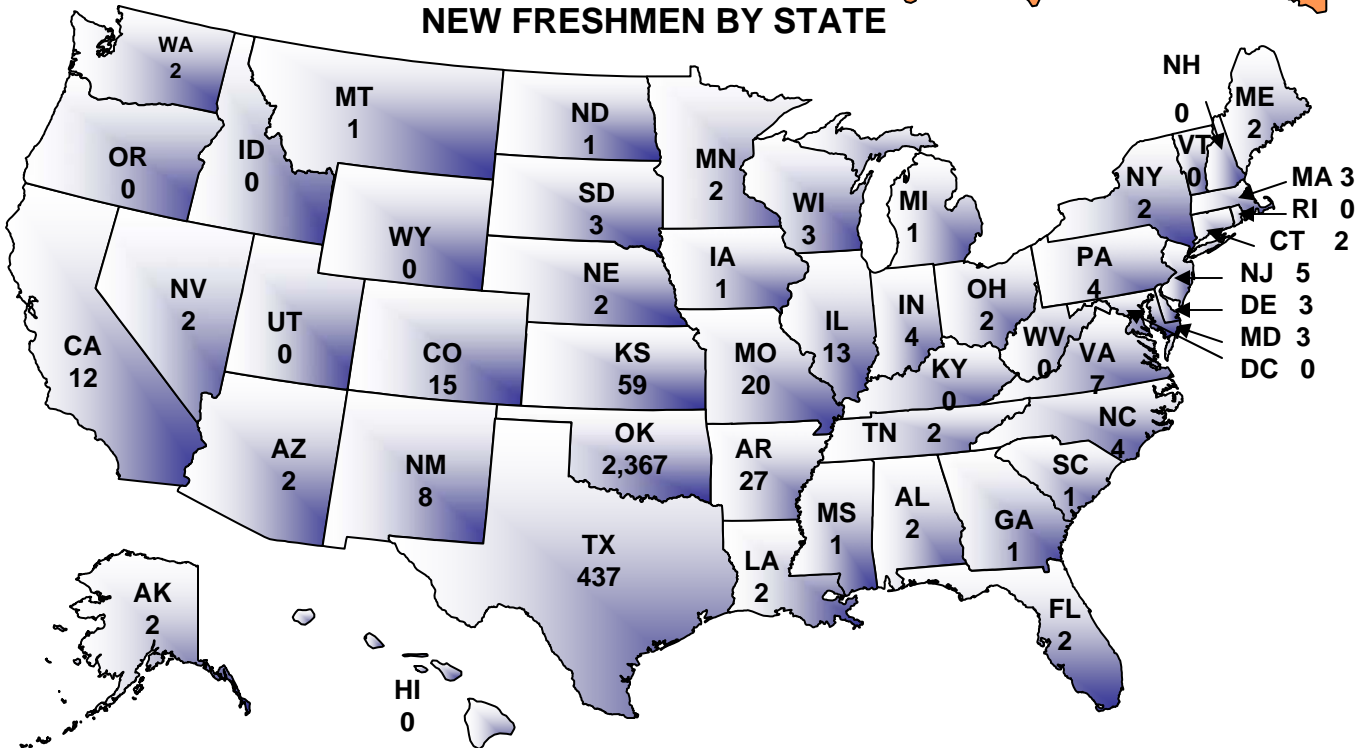 NEW FRESHMEN BY STATE
WA
2
MT
1
ND
1
MN
2
OR
0
ID
0
SD
3
WI
3
MI
1
NH
0
ME
2
VT
0
NY
2
MA 3
RI 0
CT 2
NJ 5
DE 3
MD 3
DC 0
WY
0
NE
2
IA
1
PA
4
NV
2
UT
0
CA
12
CO
15
KS
59
MO
20
IL
13
IN
4
OH
2
WV
0
VA
7
KY
0
AZ
2
NM
8
OK
2,367
AR
27
TN 2
NC
4
SC
1
MS
1
AL
2
GA
1
TX
437
LA
2
FL
2
AK
2
HI
0